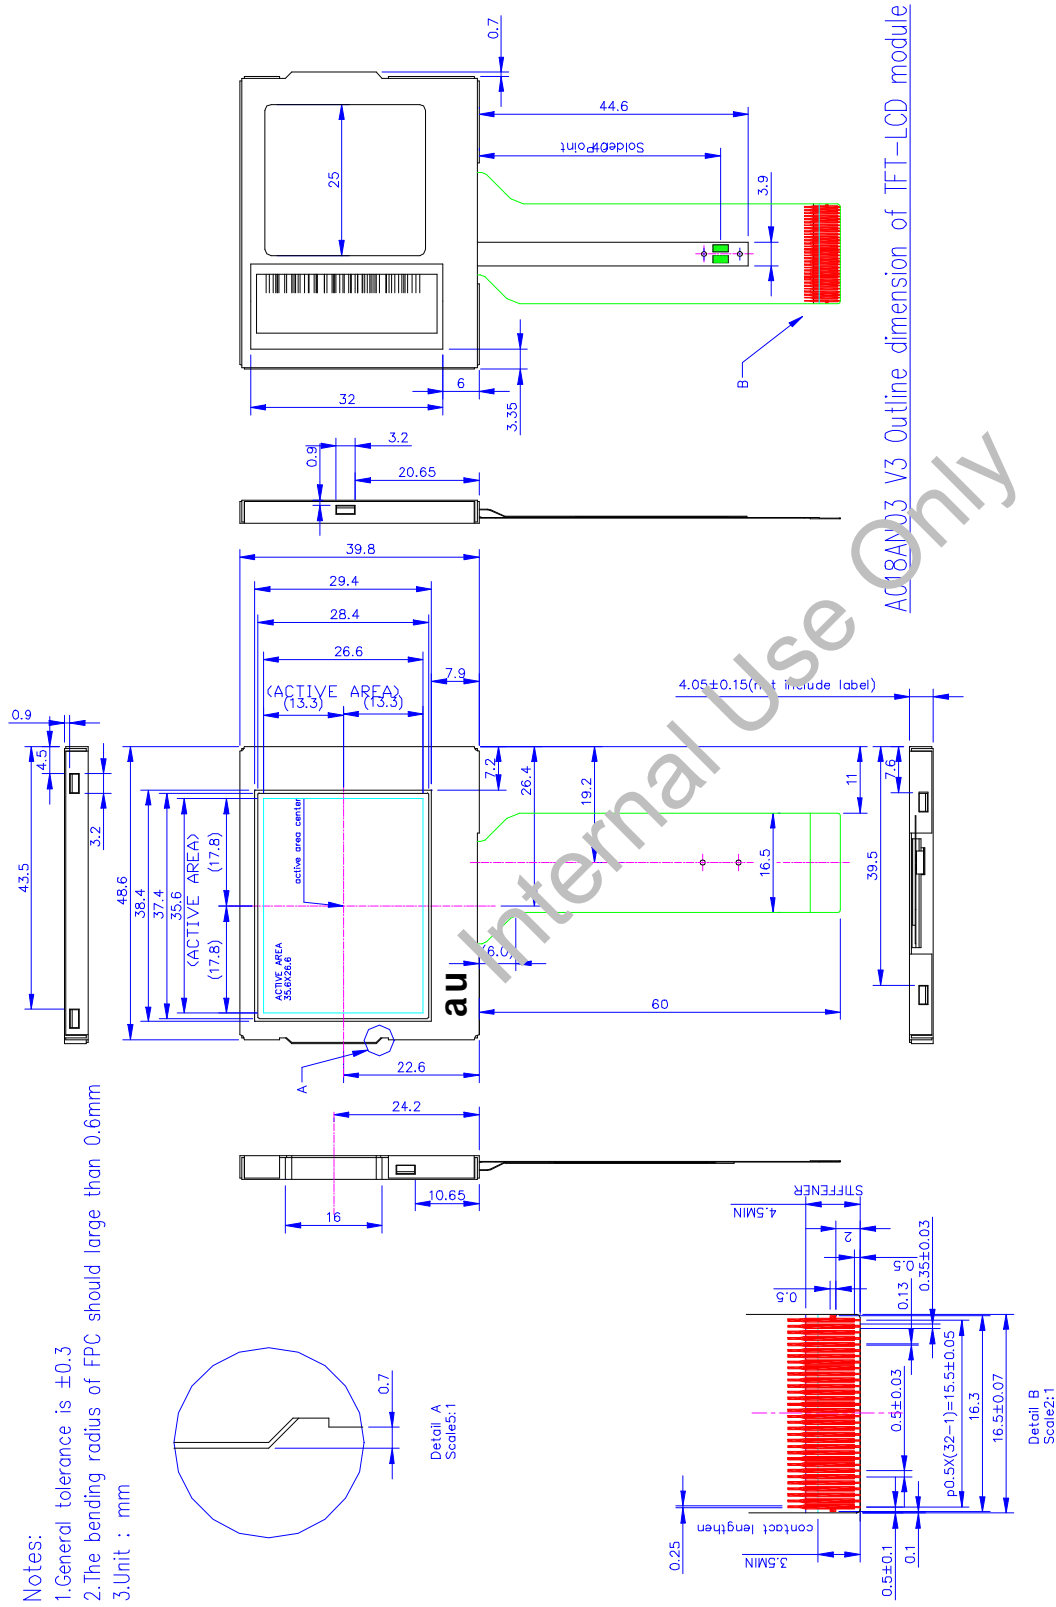 Notes:
1.General tolerance is ±0.3
2.The bending radius of FPC should large than 0.6mm
3.Unit : mm
0.7
44.6
Solder Point
25
3.9
B
32
6
3.35
0.9
3.2
20.65
39.8
29.4
28.4
26.6
7.9
(ACTIVE AREA)
(13.3)
(13.3)
4.05±0.15(not include label)
0.9
4.5
3.2
43.5
48.6
38.4
37.4
35.6
(ACTIVE AREA)
(17.8)
(17.8)
active area center
ACTIVE AREA
35.6X26.6
7.2
26.4
19.2
11
16.5
7.6
39.5
au
(6.0)
60
A
22.6
24.2
10.65
16
0.7
Detail A
Scale5:1
STIFFENER
4.5MIN
2
0.5
0.5
0.35±0.03
0.13
0.5±0.03
p0.5X(32-1)=15.5±0.05
16.3
16.5±0.07
0.25
contact lengthen
3.5MIN
0.5±0.1
0.1
Detail B
Scale2:1
V3 Outline dimension of TFT-LCD module
Internal Use Only